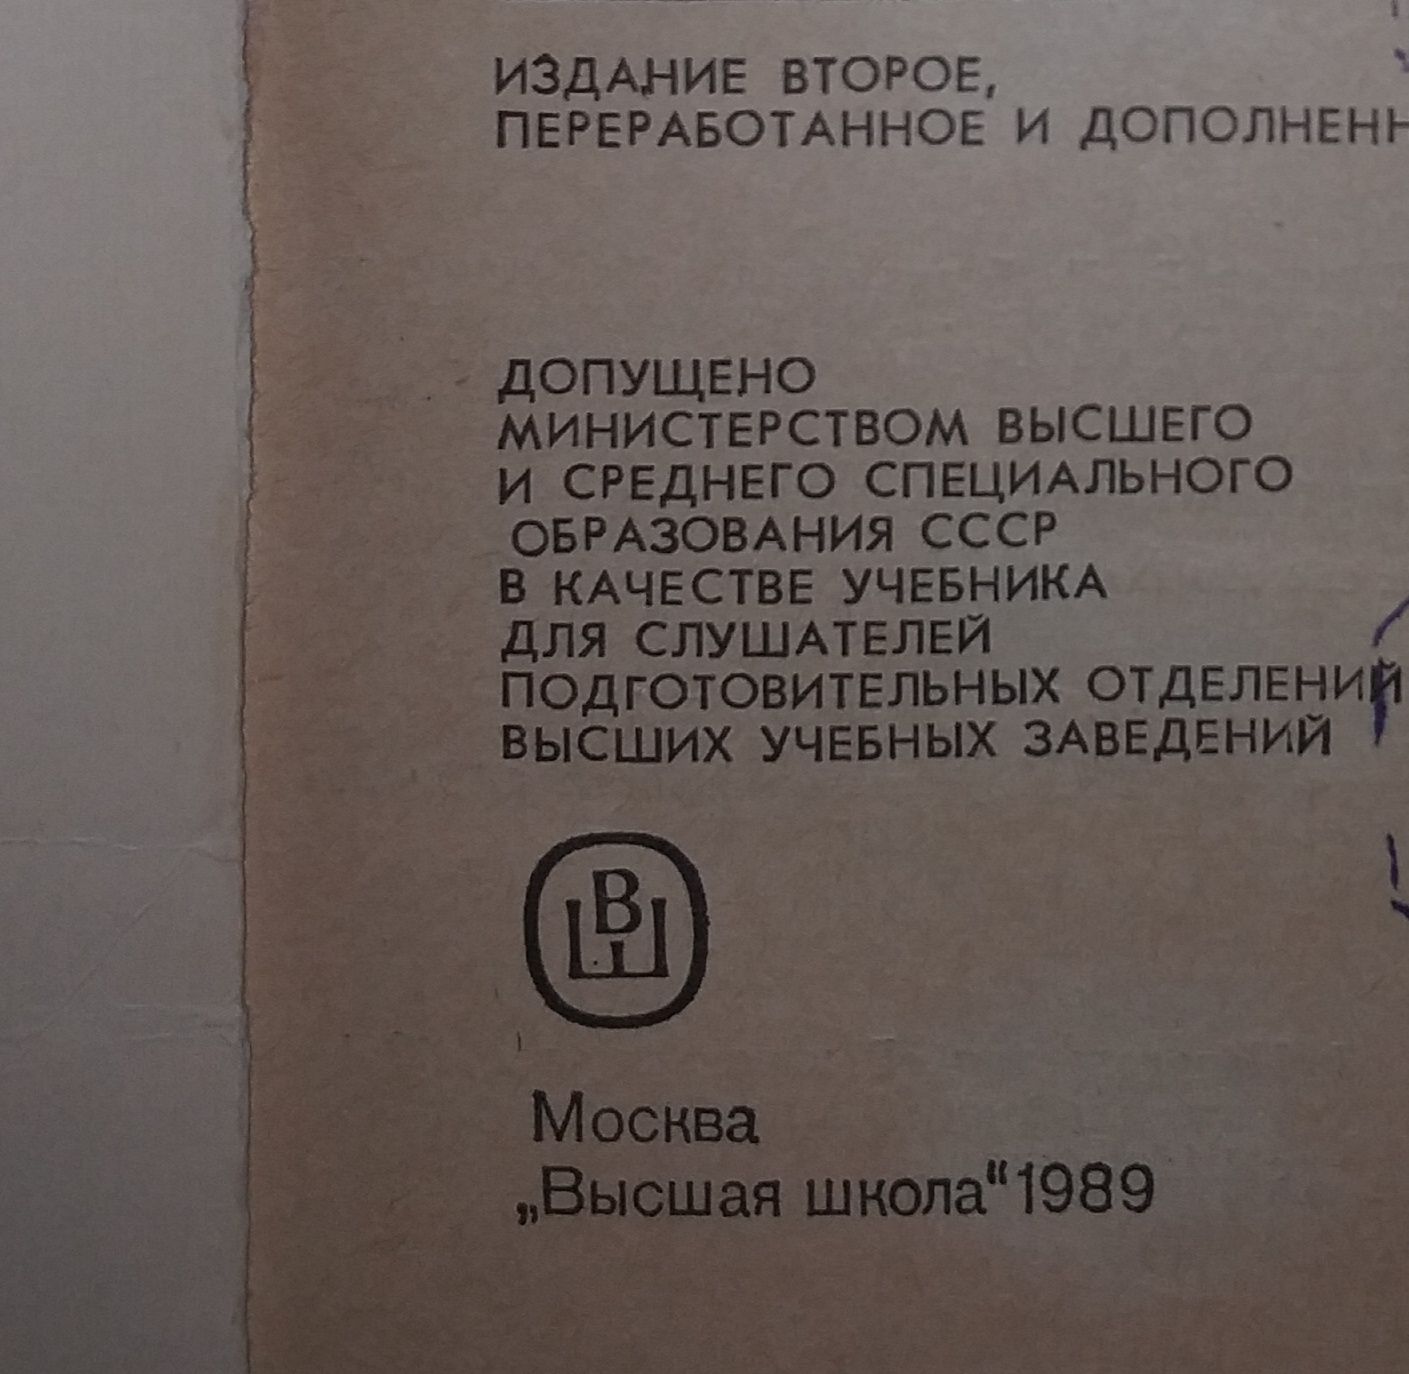 ИЗДАНИЕ ВТОРОЕ,
ПЕРЕРАБОТАННОЕ И ДОПОЛНЕНН
ДОПУЩЕНО
МИНИСТЕРСТВОМ ВЫСШЕГО
И СРЕДНЕГО СПЕЦИАЛЬНОГО
ОБРАЗОВАНИЯ СССР
В КАЧЕСТВЕ УЧЕБНИКА
ДЛЯ СЛУШАТЕЛЕЙ
ПОДГОТОВИТЕЛЬНЫХ ОТДЕЛЕНИЙ
ВЫСШИХ УЧЕБНЫХ ЗАВЕДЕНИЙ
ВШ
Москва
„Высшая школа“ 1989